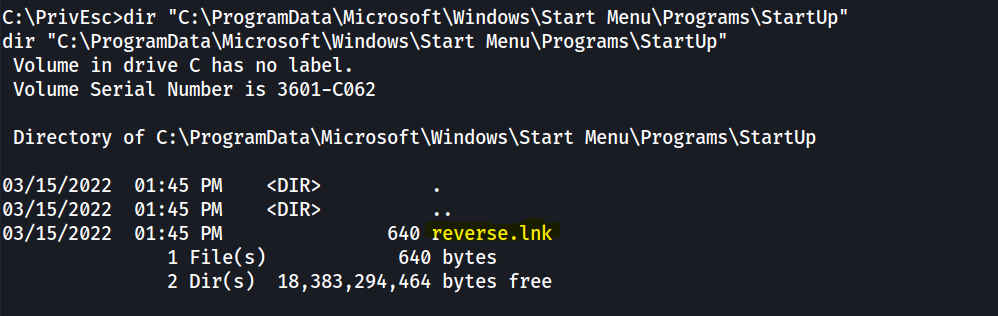 C:\PrivEsc>dir "C:\ProgramData\Microsoft\Windows\Start Menu\Programs\StartUp"
dir "C:\ProgramData\Microsoft\Windows\Start Menu\Programs\StartUp"
 Volume in drive C has no label.
 Volume Serial Number is 3601-C062

 Directory of C:\ProgramData\Microsoft\Windows\Start Menu\Programs\StartUp

03/15/2022  01:45 PM    <DIR>          .
03/15/2022  01:45 PM    <DIR>          ..
03/15/2022  01:45 PM               640 reverse.lnk
               1 File(s)            640 bytes
               2 Dir(s)  18,383,294,464 bytes free